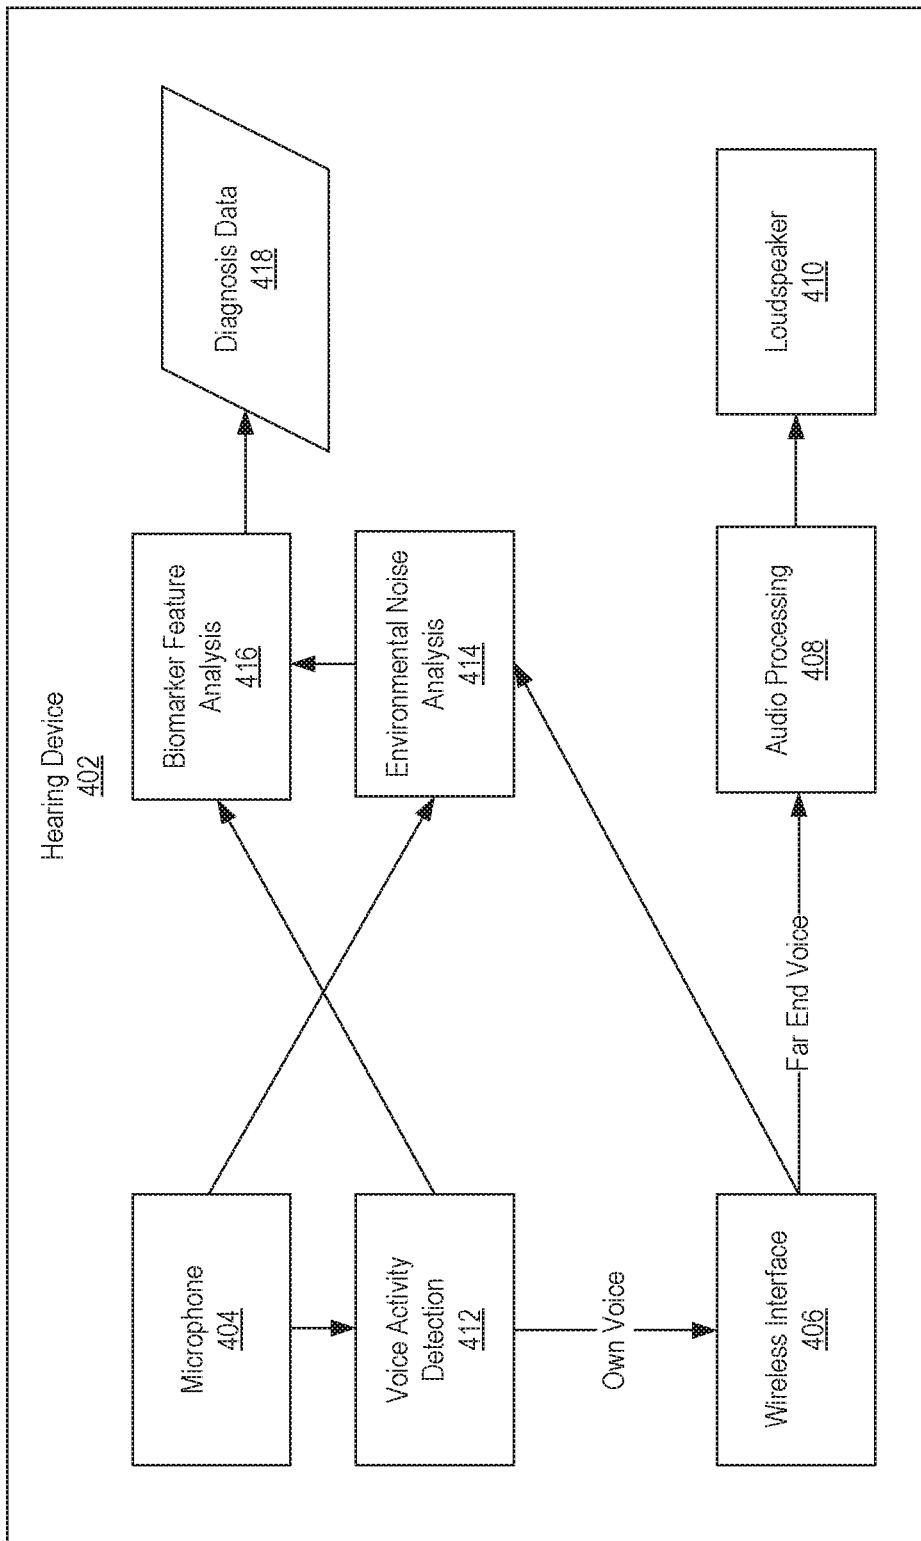 Hearing Device
402
Microphone
404
Biomarker Feature
Analysis
416
Diagnosis Data
418
Voice Activity
Detection
412
Environmental Noise
Analysis
414
Own Voice
Wireless Interface
406
Far End Voice
Audio Processing
408
Loudspeaker
410